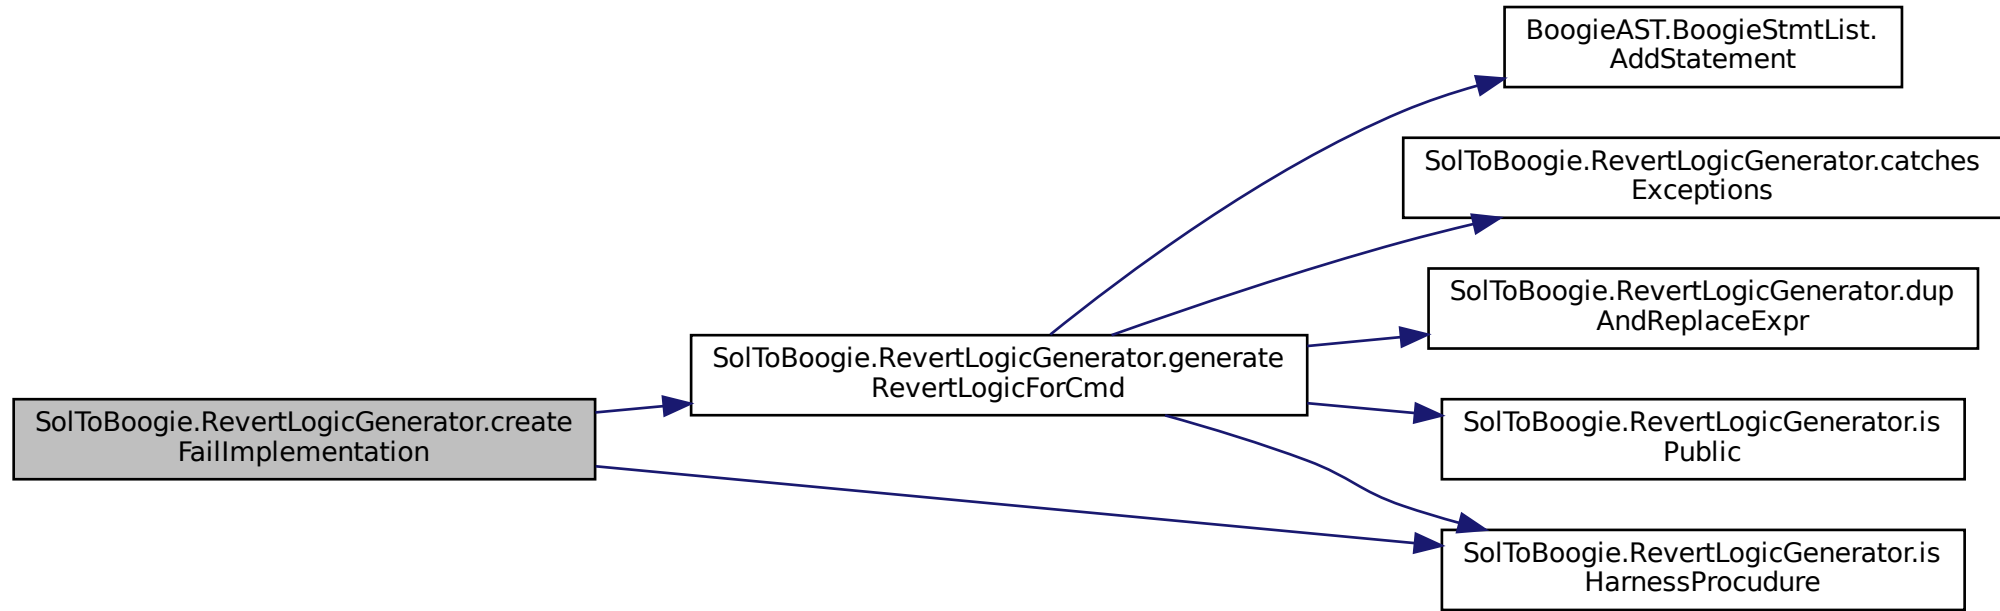 BoogieAST.BoogieStmtList.
AddStatement
SolToBoogie.RevertLogicGenerator.catches
Exceptions
SolToBoogie.RevertLogicGenerator.dup
AndReplaceExpr
SolToBoogie.RevertLogicGenerator.generate
RevertLogicForCmd
SolToBoogie.RevertLogicGenerator.create
FailImplementation
SolToBoogie.RevertLogicGenerator.is
Public
SolToBoogie.RevertLogicGenerator.is
HarnessProcudure